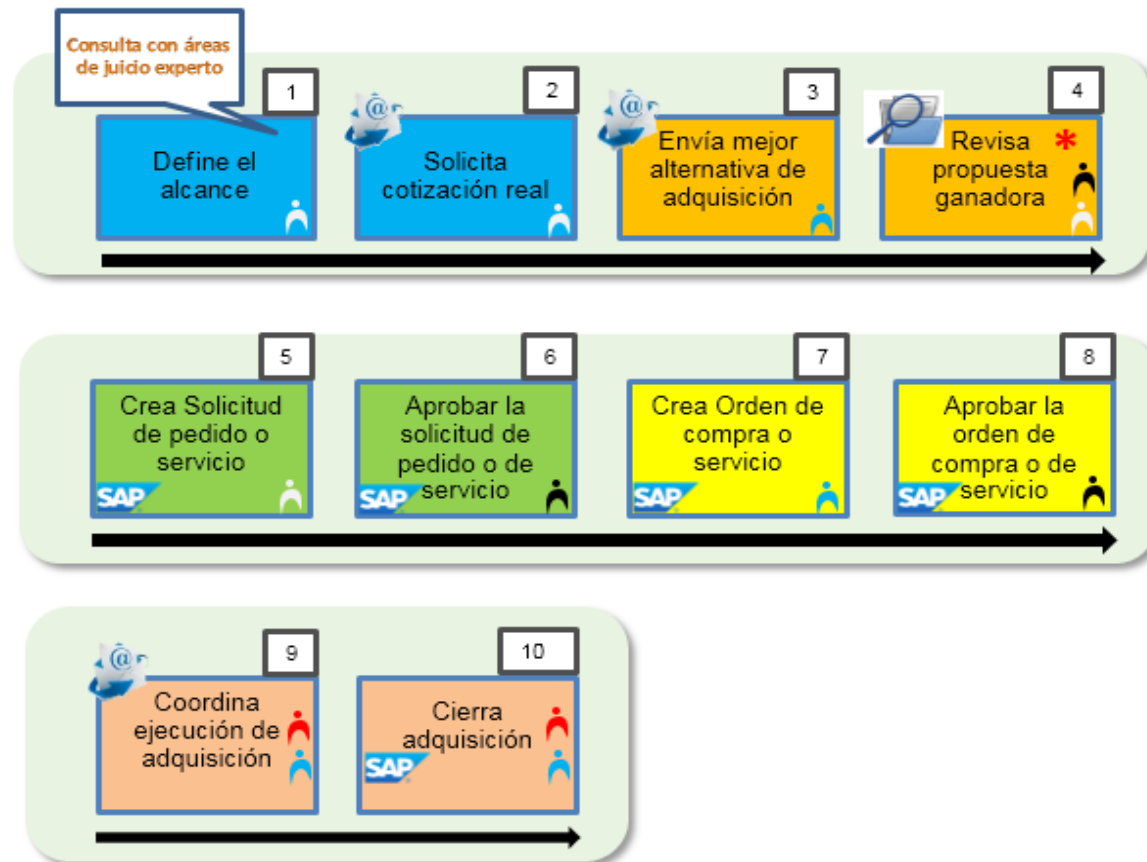 Consulta con áreas
de juicio experto
1
2
3
4
Define el
alcance
Solicita
cotización real
Envía mejor
alternativa de
adquisición
Revisa *
propuesta
ganadora
5
6
7
8
Crea Solicitud
de pedido o
servicio
SAP
Aprobar la
solicitud de
pedido o de
servicio
SAP
Crea Orden de
compra o
servicio
SAP
Aprobar la
orden de
compra o de
servicio
SAP
9
10
Coordina
ejecución de
adquisición
Cierra
adquisición
SAP